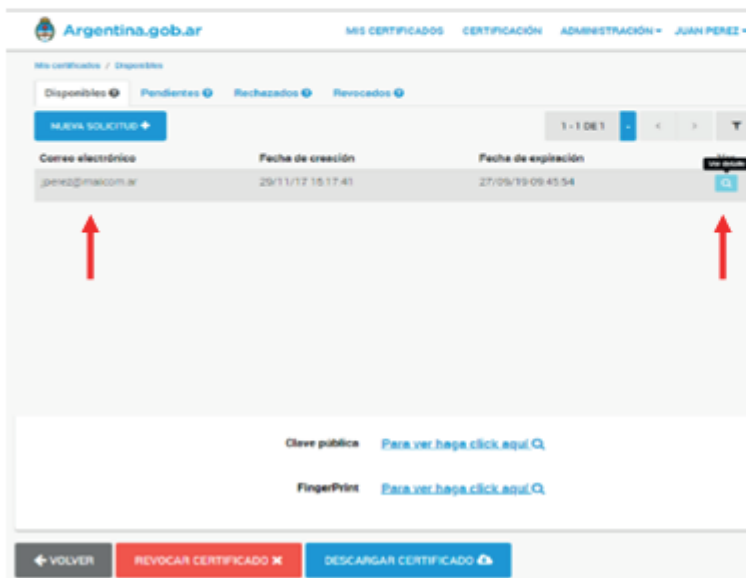 Argentina.gob.ar
MIS CERTIFICADOS CERTIFICACIÓN ADMINISTRACIÓN JUAN PEREZ
Mis certificados / Disponibles
Disponibles Pendientes Rechazados Revocados
NUEVA SOLICITUD
1 - 1 DE 1
Correo electrónico Fecha de creación Fecha de expiración Ver
Ver detalle
jperez@mailcom.ar 29/11/17 15:17:41 27/09/19 09:45:54
Clave pública Para ver haga click aquí
FingerPrint Para ver haga click aquí
VOLVER REVOCAR CERTIFICADO DESCARGAR CERTIFICADO